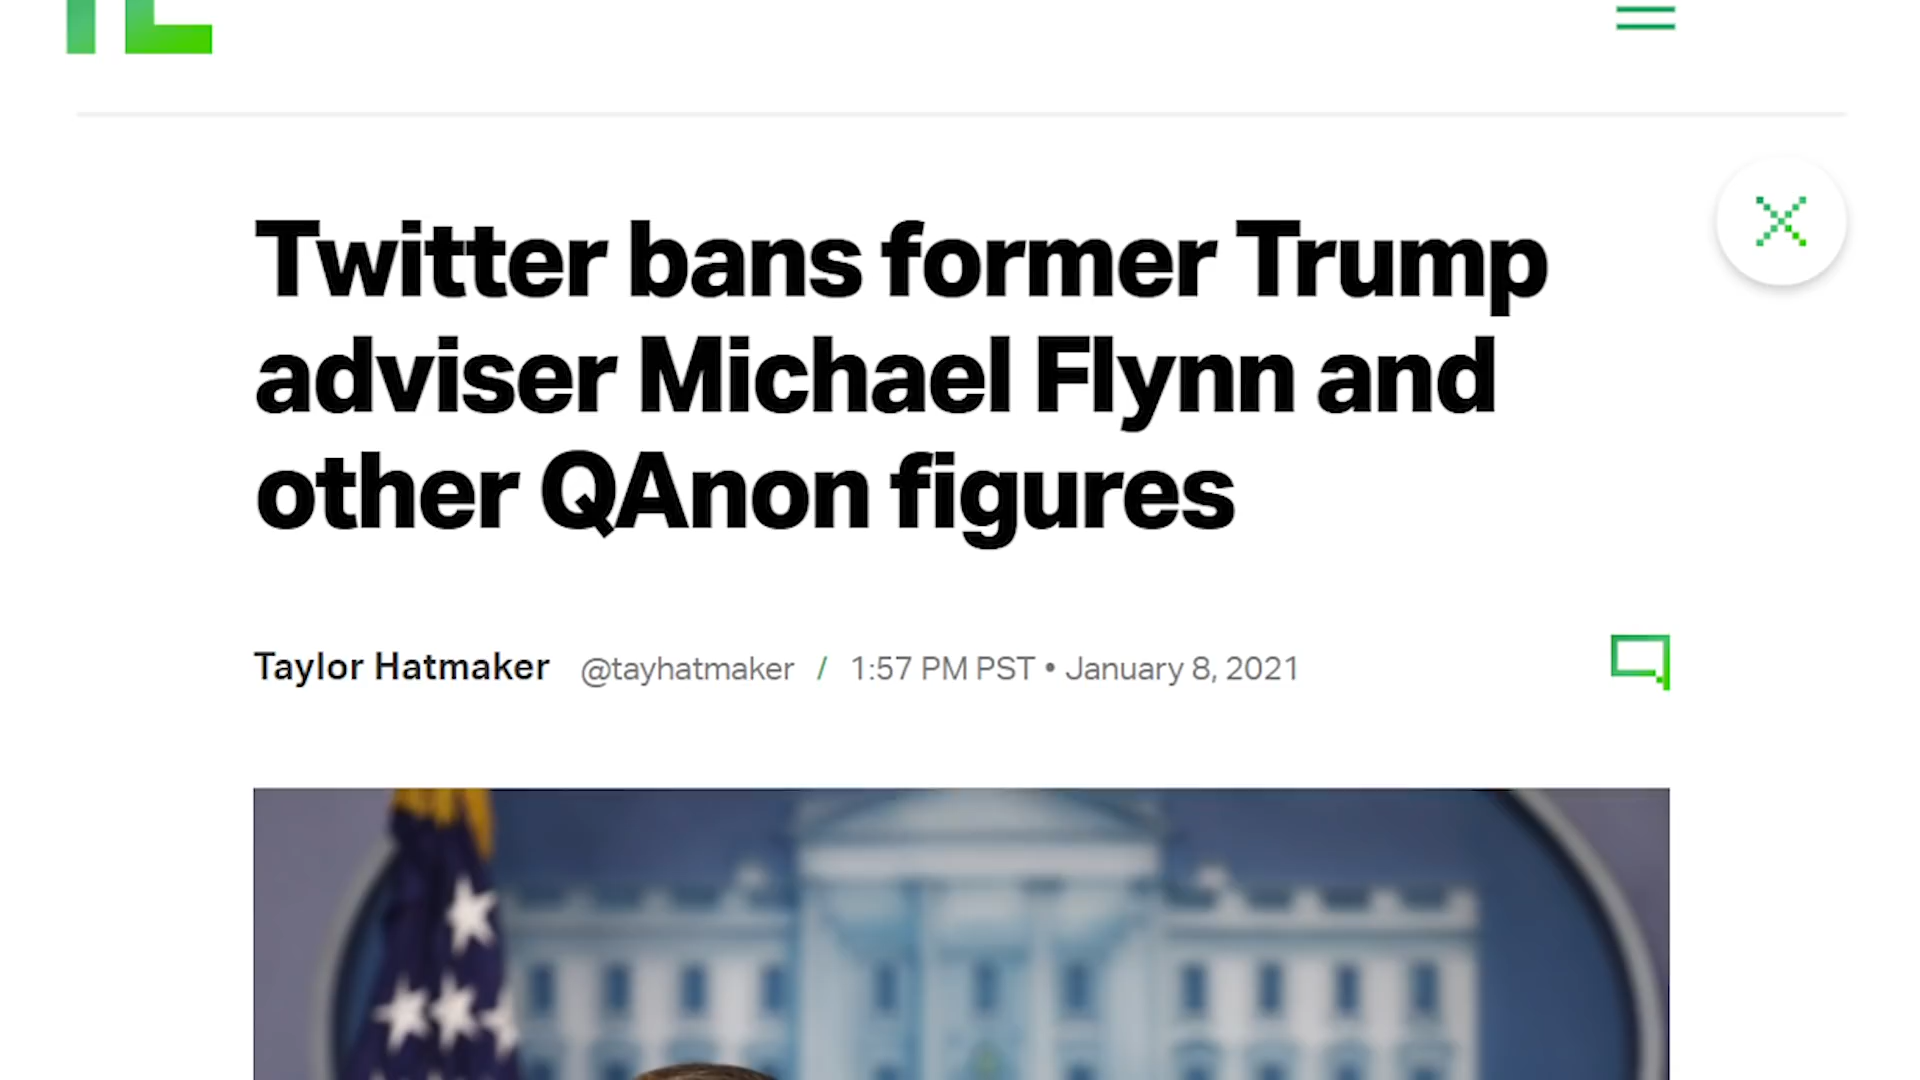 Twitter bans former Trump
adviser Michael Flynn and
other QAnon figures
Taylor Hatmaker @tayhatmaker / 1:57 PM PST • January 8, 2021